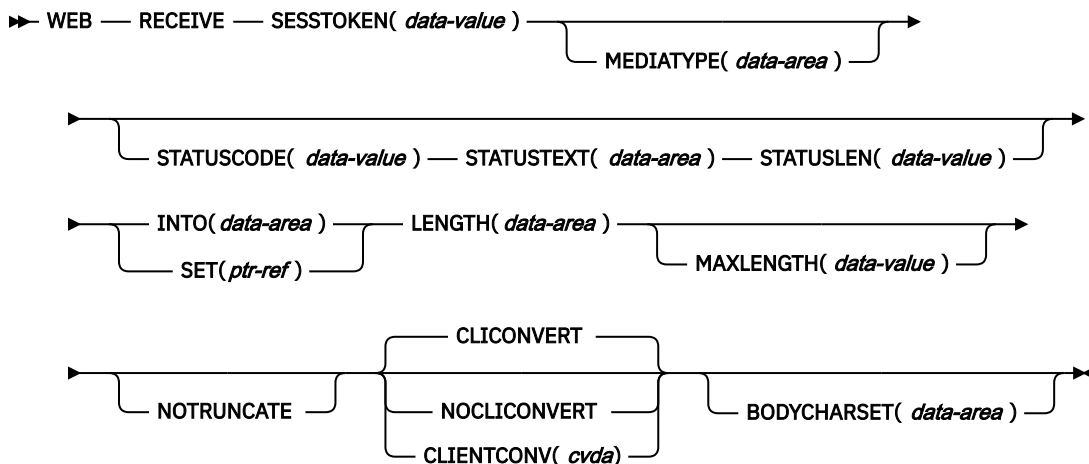 WEB RECEIVE SESSTOKEN( data-value )
MEDIATYPE( data-area )
STATUSCODE( data-value ) STATUSTEXT( data-area ) STATUSLEN( data-value )
INTO( data-area ) LENGTH( data-area )
SET( ptr-ref ) MAXLENGTH( data-value )
CLICONVERT
NOTRUNCATE NOCLICONVERT BODYCHARSET( data-area )
CLIENTCONV( cvda)